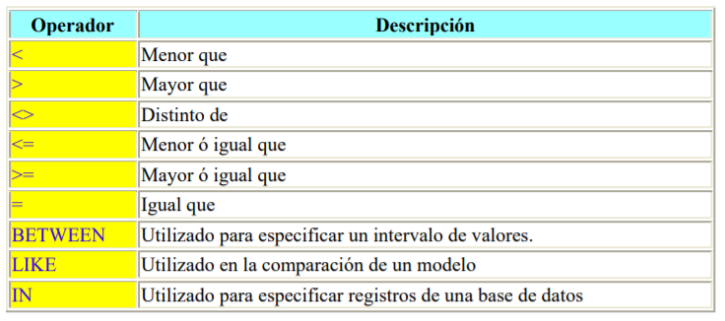 Operador Descripción
< Menor que
> Mayor que
<> Distinto de
<= Menor ó igual que
>= Mayor ó igual que
= Igual que
BETWEEN Utilizado para especificar un intervalo de valores.
LIKE Utilizado en la comparación de un modelo
IN Utilizado para especificar registros de una base de datos